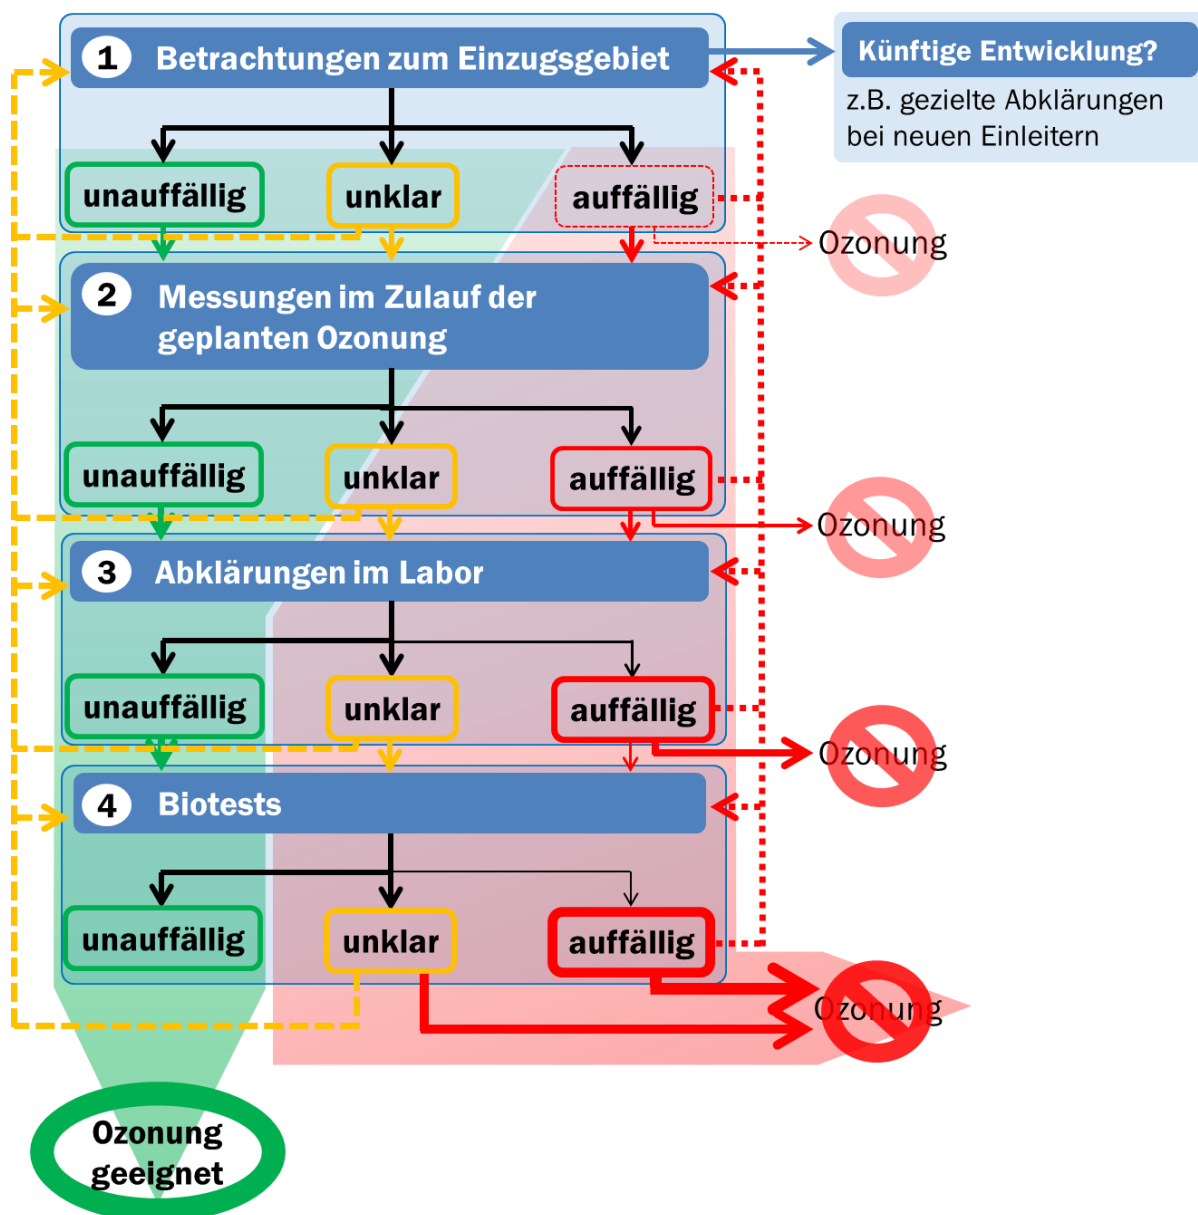 1 Betrachtungen zum Einzugsgebiet
Künftige Entwicklung?
z.B. gezielte Abklärungen
bei neuen Einleitern
unauffällig unklar auffällig
Ozonung
2 Messungen im Zulauf der
geplanten Ozonung
unauffällig unklar auffällig
Ozonung
3 Abklärungen im Labor
unauffällig unklar auffällig
Ozonung
4 Biotests
unauffällig unklar auffällig
Ozonung
Ozonung
geeignet